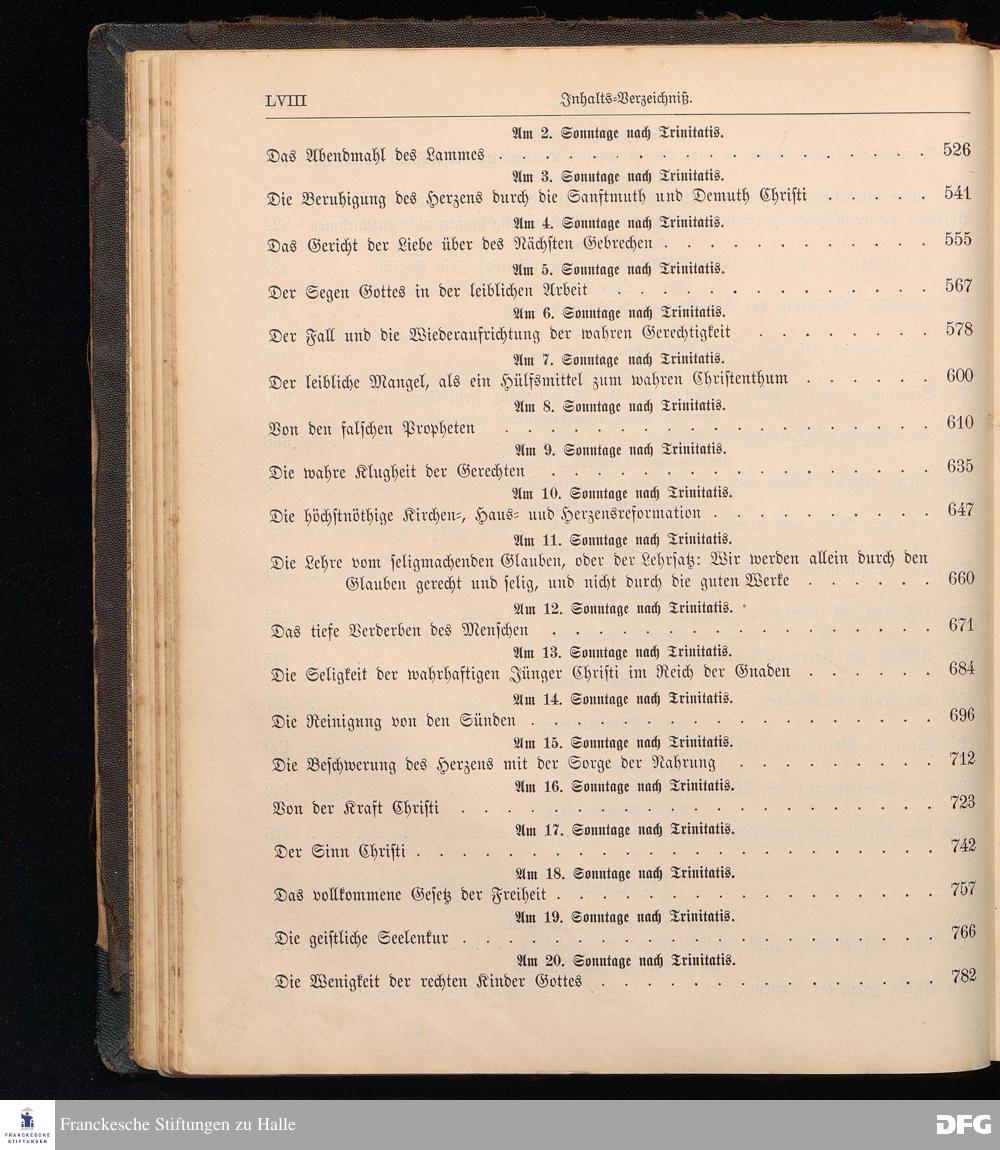 LVIII Inhalts-Verzeichniß.
Am 2. Sonntage nach Trinitatis.
Das Abendmahl des Lammes . . . . . . . . . . . . . . . . . . 526
Am 3. Sonntage nach Trinitatis.
Die Beruhigung des Herzens durch die Sanftmuth und Demuth Christi . . . . . . 541
Am 4. Sonntage nach Trinitatis.
Das Gericht der Liebe über des Nächsten Gebrechen . . . . . . . . . . . . 555
Am 5. Sonntage nach Trinitatis.
Der Segen Gottes in der leiblichen Arbeit . . . . . . . . . . . . . 567
Am 6. Sonntage nach Trinitatis.
Der Fall und die Wiederaufrichtung der wahren Gerechtigkeit . . . . . . . 578
Am 7. Sonntage nach Trinitatis.
Der leibliche Mangel, als ein Hülfsmittel zum wahren Christenthum . . . . . . 600
Am 8. Sonntage nach Trinitatis.
Von den falschen Propheten . . . . . . . . . . . . . . . . . 610
Am 9. Sonntage nach Trinitatis.
Die wahre Klugheit der Gerechten . . . . . . . . . . . . . . . . 635
Am 10. Sonntage nach Trinitatis.
Die höchstnöthige Kirchen-, Haus- und Herzensreformation . . . . . . . . . 647
Am 11. Sonntage nach Trinitatis.
Die Lehre vom seligmachenden Glauben, oder der Lehrsatz: Wir werden allein durch den
Glauben gerecht und selig, und nicht durch die guten Werke . . . . . . 660
Am 12. Sonntage nach Trinitatis.
Das tiefe Verderben des Menschen . . . . . . . . . . . . . . . . 671
Am 13. Sonntage nach Trinitatis.
Die Seligkeit der wahrhaftigen Jünger Christi im Reich der Gnaden . . . . . . 684
Am 14. Sonntage nach Trinitatis.
Die Reinigung von den Sünden . . . . . . . . . . . . . . . . 696
Am 15. Sonntage nach Trinitatis.
Die Beschwerung des Herzens mit der Sorge der Nahrung . . . . . . . . . 712
Am 16. Sonntage nach Trinitatis.
Von der Kraft Christi . . . . . . . . . . . . . . . . . . . 723
Am 17. Sonntage nach Trinitatis.
Der Sinn Christi . . . . . . . . . . . . . . . . . . . . . 742
Am 18. Sonntage nach Trinitatis.
Das vollkommene Gesetz der Freiheit . . . . . . . . . . . . . . . 757
Am 19. Sonntage nach Trinitatis.
Die geistliche Seelenkur . . . . . . . . . . . . . . . . . . . 766
Am 20. Sonntage nach Trinitatis.
Die Wenigkeit der rechten Kinder Gottes . . . . . . . . . . . . . . 782
FRANCKESCHE
STIFTUNGEN
Franckesche Stiftungen zu Halle
DFG